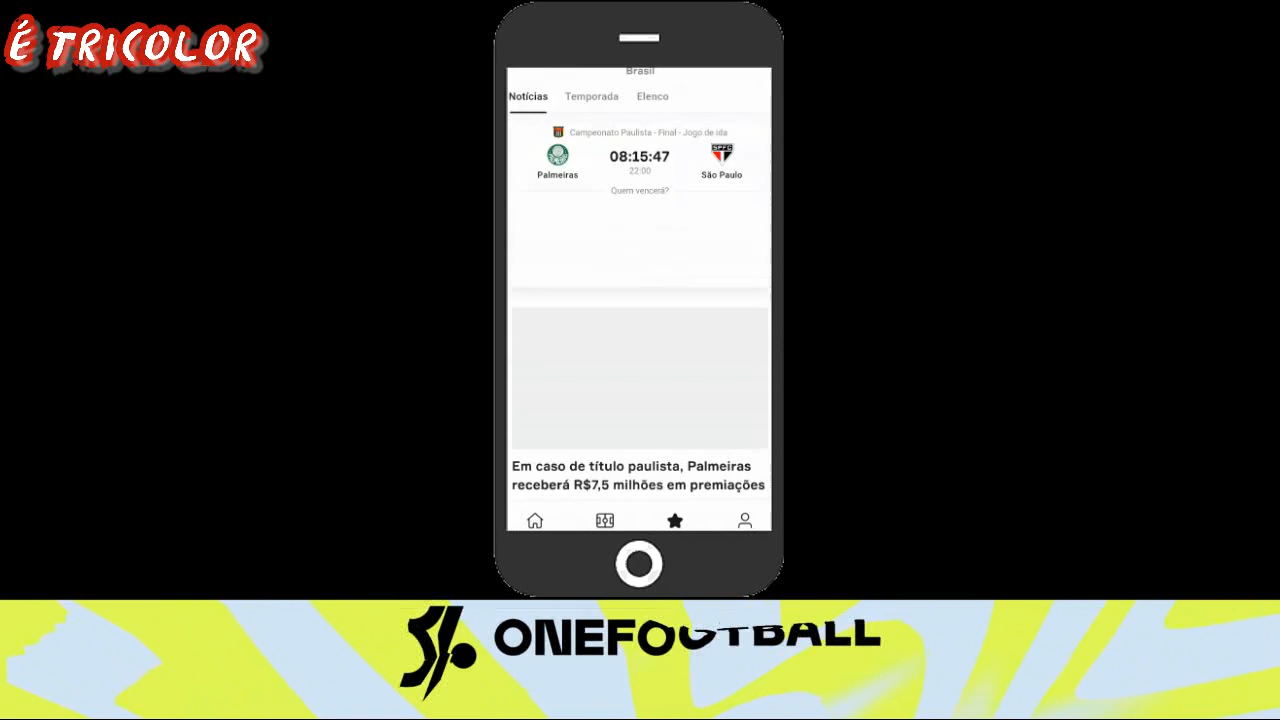 É TRICOLOR
Brasil
Notícias Temporada Elenco
Campeonato Paulista - Final - Jogo de ida
08:15:47
22:00
Palmeiras
SPFC
São Paulo
Quem vencerá?
Em caso de título paulista, Palmeiras
receberá R$7,5 milhões em premiações
ONEFOOTBALL